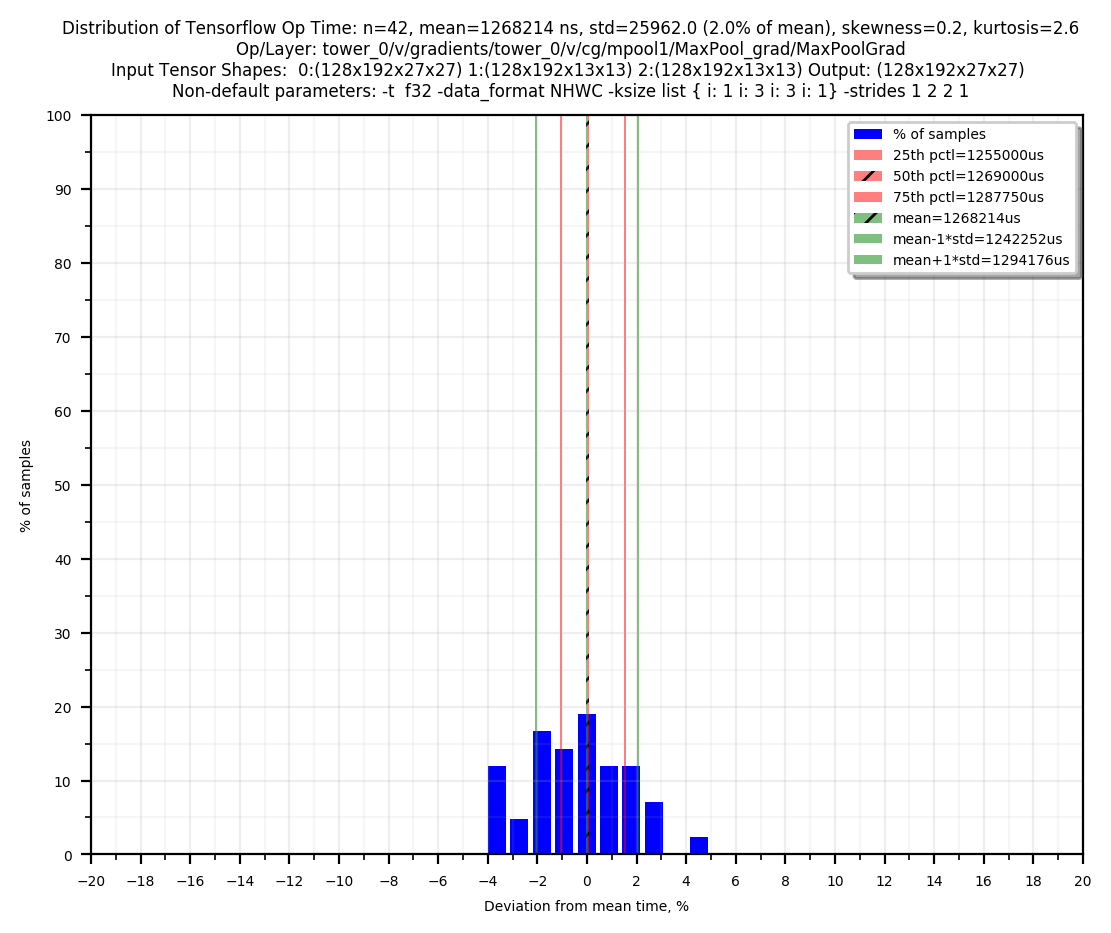 Distribution of Tensorflow Op Time: n=42, mean=1268214 ns, std=25962.0 (2.0% of mean), skewness=0.2, kurtosis=2.6
Op/Layer: tower_0/v/gradients/tower_0/v/cg/mpool1/MaxPool_grad/MaxPoolGrad
Input Tensor Shapes:  0:(128x192x27x27) 1:(128x192x13x13) 2:(128x192x13x13) Output: (128x192x27x27)
Non-default parameters: -t  f32 -data_format NHWC -ksize list { i: 1 i: 3 i: 3 i: 1} -strides 1 2 2 1
% of samples
25th pctl=1255000us
50th pctl=1269000us
75th pctl=1287750us
mean=1268214us
mean-1*std=1242252us
mean+1*std=1294176us
100
90
80
70
60
50
40
30
20
10
0
% of samples
−20 −18 −16 −14 −12 −10 −8 −6 −4 −2 0 2 4 6 8 10 12 14 16 18 20
Deviation from mean time, %